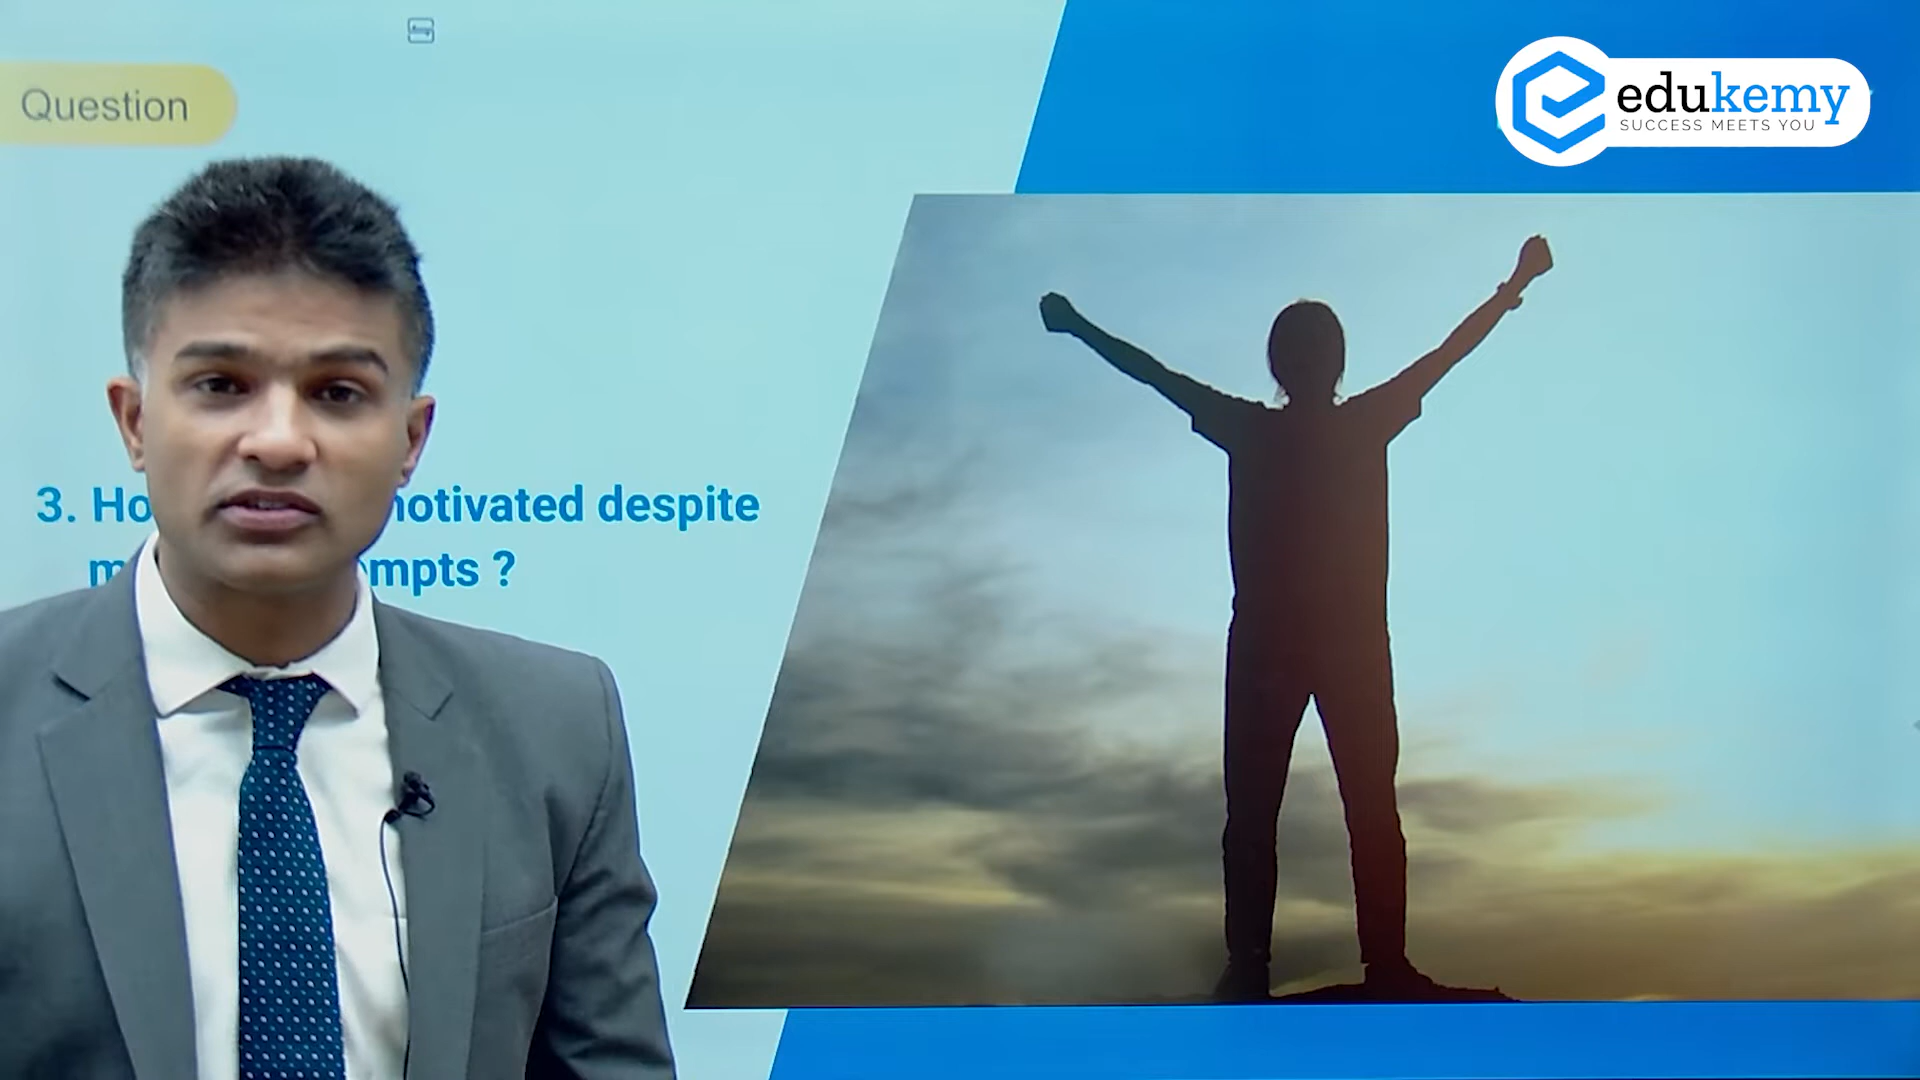 Question
edukemy
SUCCESS MEETS YOU
3. Ho otivated despite
m mpts ?